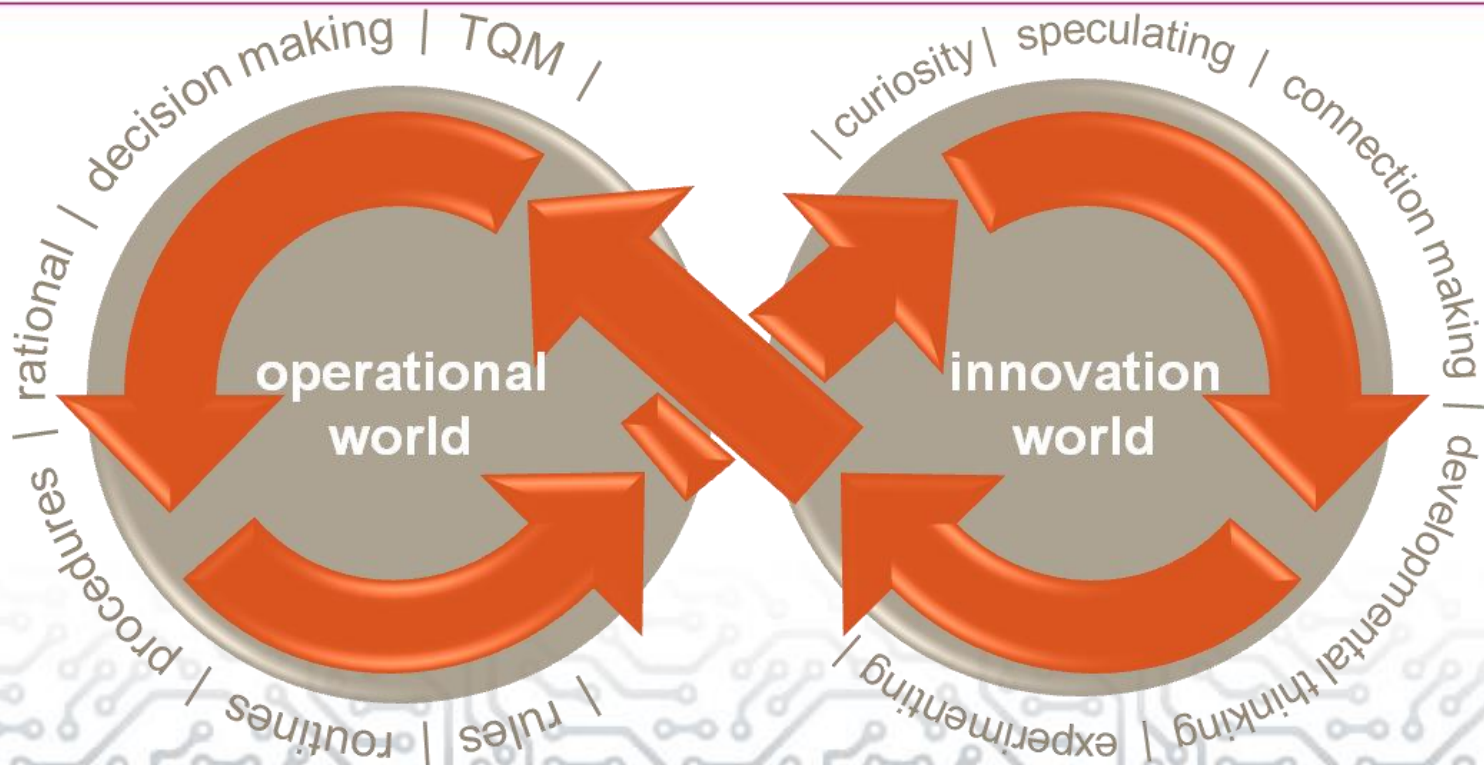 | rules | routines | procedures | rational | decision making | TQM |
operational
world
| curiosity | speculating | connection making | developmental thinking | experimenting |
innovation
world